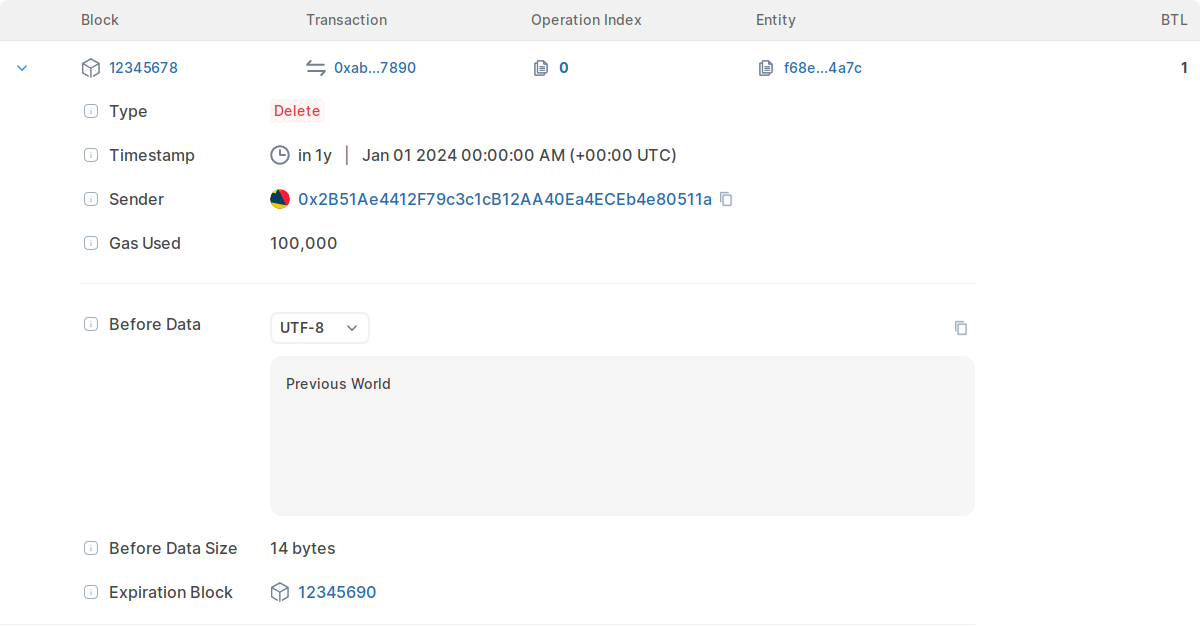 Block Transaction Operation Index Entity BTL
12345678 0xab...7890 0 f68e...4a7c 1
Type Delete
Timestamp in 1y | Jan 01 2024 00:00:00 AM (+00:00 UTC)
Sender 0x2B51Ae4412F79c3c1cB12AA40Ea4ECEb4e80511a
Gas Used 100,000
Before Data UTF-8
Previous World
Before Data Size 14 bytes
Expiration Block 12345690